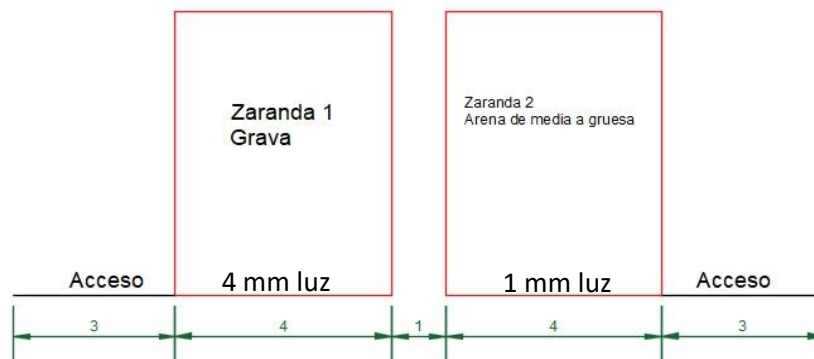 Zaranda 1
Grava
Zaranda 2
Arena de media a gruesa
Acceso
4 mm luz
1 mm luz
Acceso
3
4
1
4
3